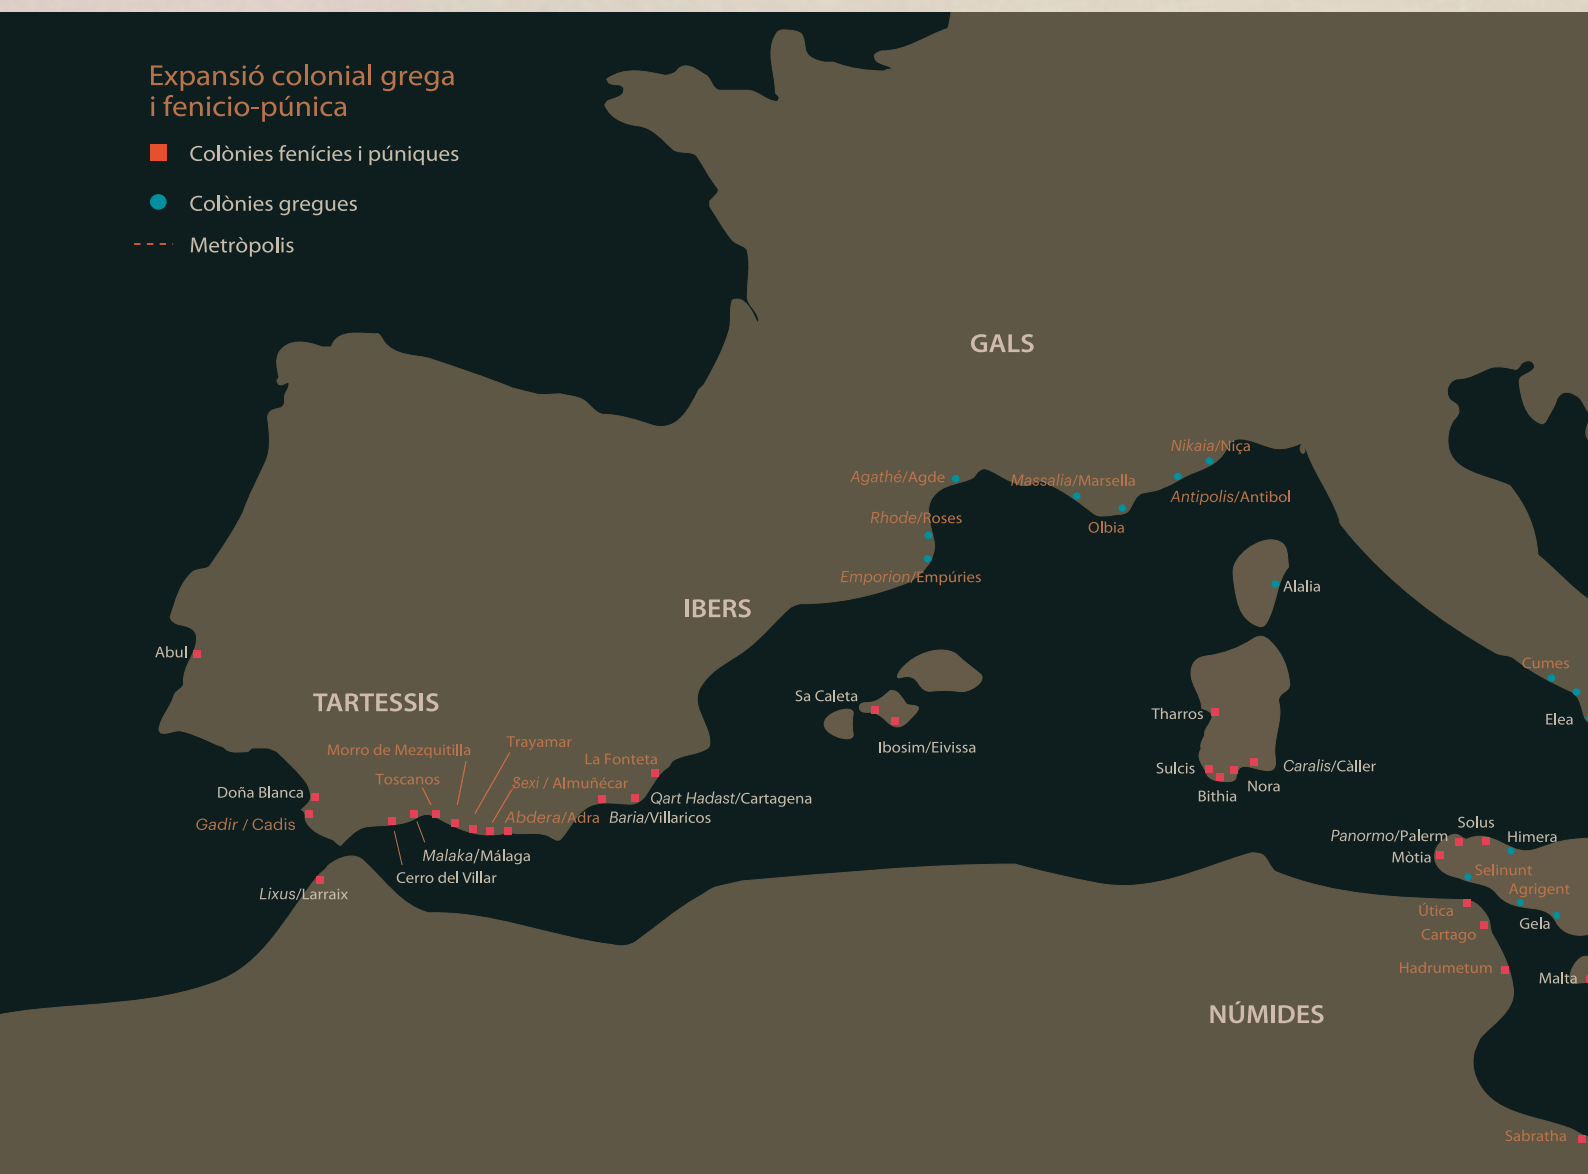 Expansió colonial grega
i fenicio-púnica
Colònies fenícies i púniques
Colònies gregues
Metròpolis
GALS
Nikaia/Niça
Agathé/Agde
Massalia/Marsella
Antipolis/Antibol
Rhode/Roses
Olbia
Emporion/Empúries
Alalia
IBERS
Abul
Cumes
TARTESSIS
Sa Caleta
Tharros
Elea
Ibosim/Eivissa
Morro de Mezquitilla
Trayamar
La Fonteta
Toscanos
Sexi / Almuñécar
Sulcis
Caralis/Càller
Doña Blanca
Nora
Bithia
Qart Hadast/Cartagena
Gadir / Cadis
Abdera/Adra
Baria/Villaricos
Solus
Panormo/Palerm
Himera
Malaka/Málaga
Mòtia
Cerro del Villar
Selinunt
Lixus/Larraix
Agrigent
Útica
Gela
Cartago
Hadrumetum
Malta
NÚMIDES
Sabratha